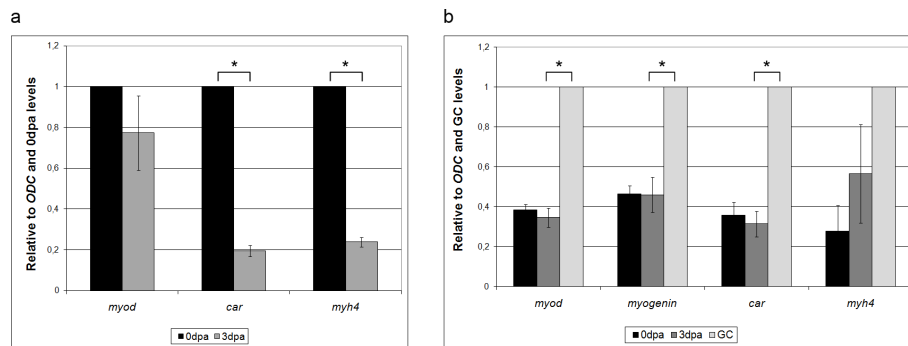 a
b
Relative to ODC and 0dpa levels
1,2
1
0,8
0,6
0,4
0,2
0
*
*
myod
car
myh4
0dpa
3dpa
Relative to ODC and GC levels
1,2
1
0,8
0,6
0,4
0,2
0
*
*
*
myod
myogenin
car
myh4
0dpa
3dpa
GC